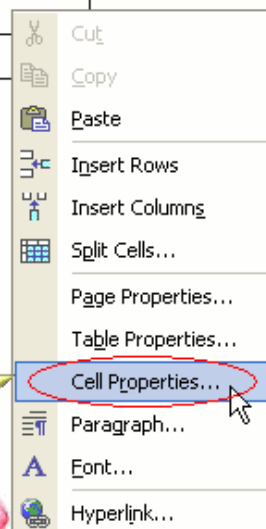 Cut
Copy
Paste
Insert Rows
Insert Columns
Split Cells...
Page Properties...
Table Properties...
Cell Properties...
Paragraph...
Font...
Hyperlink...